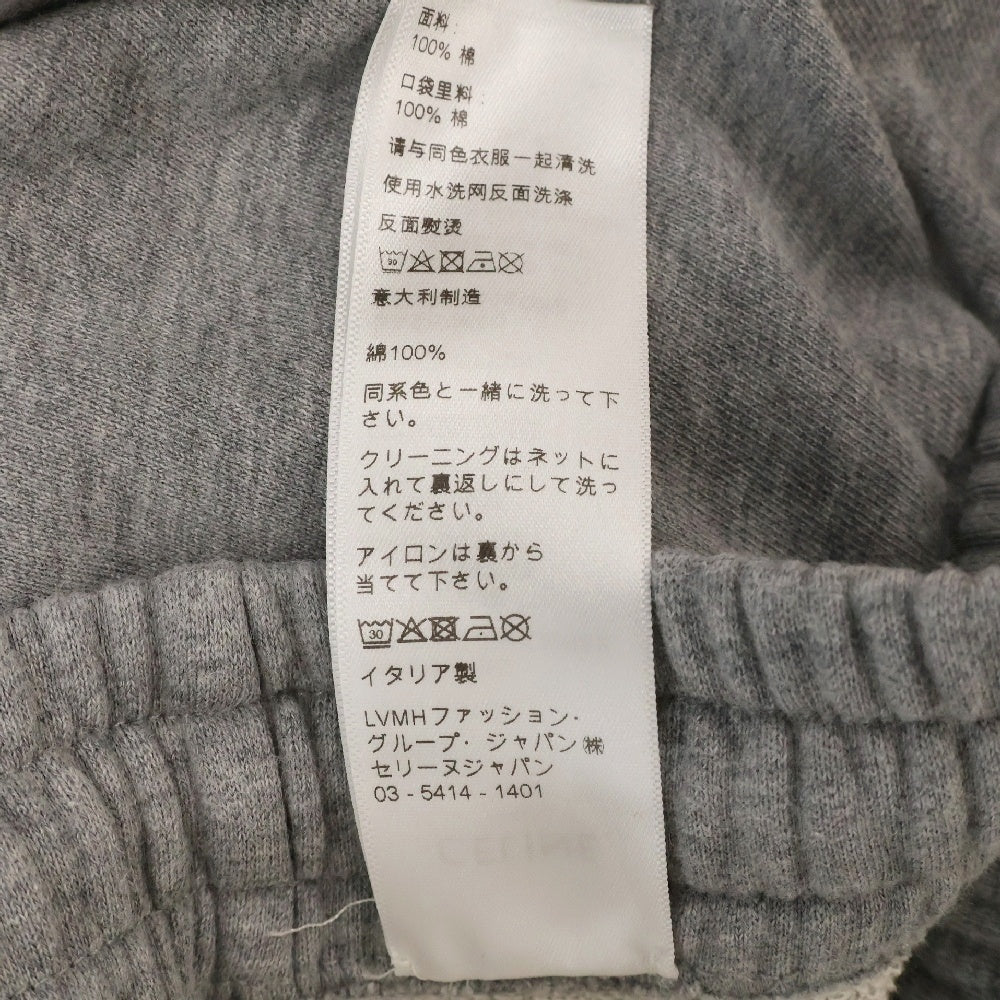 面料:
100% 棉
口袋里料:
100% 棉
请与同色衣服一起清洗
使用水洗网反面洗涤
反面熨烫
30
意大利制造
綿100%
同系色と一緒に洗って下
さい。
クリーニングはネットに
入れて裏返しにして洗っ
てください。
アイロンは裏から
当てて下さい。
30
イタリア製
LVMHファッション・
グループ・ジャパン㈱
セリーヌジャパン
03-5414-1401